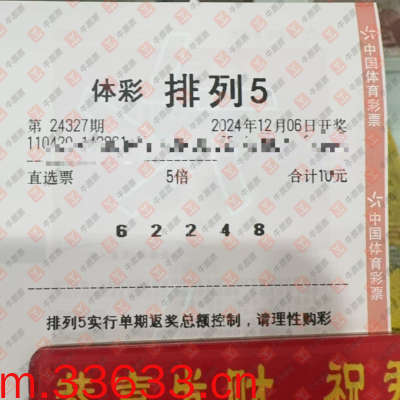 体彩 排列5
第 24327期 2024年12月06日开奖
直选票 5倍 合计10元
6 2 2 4 8
排列5实行单期返奖总额控制，请理性购彩
中国体育彩票
中国体育彩票
m.33633.cn
祝